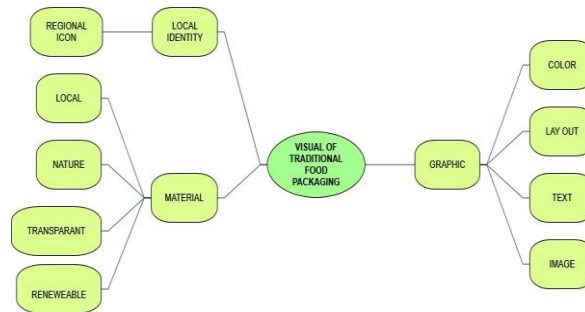 REGIONAL
ICON
LOCAL
IDENTITY
LOCAL
NATURE
TRANSPARANT
RENEWEABLE
MATERIAL
VISUAL OF
TRADITIONAL
FOOD
PACKAGING
GRAPHIC
COLOR
LAY OUT
TEXT
IMAGE